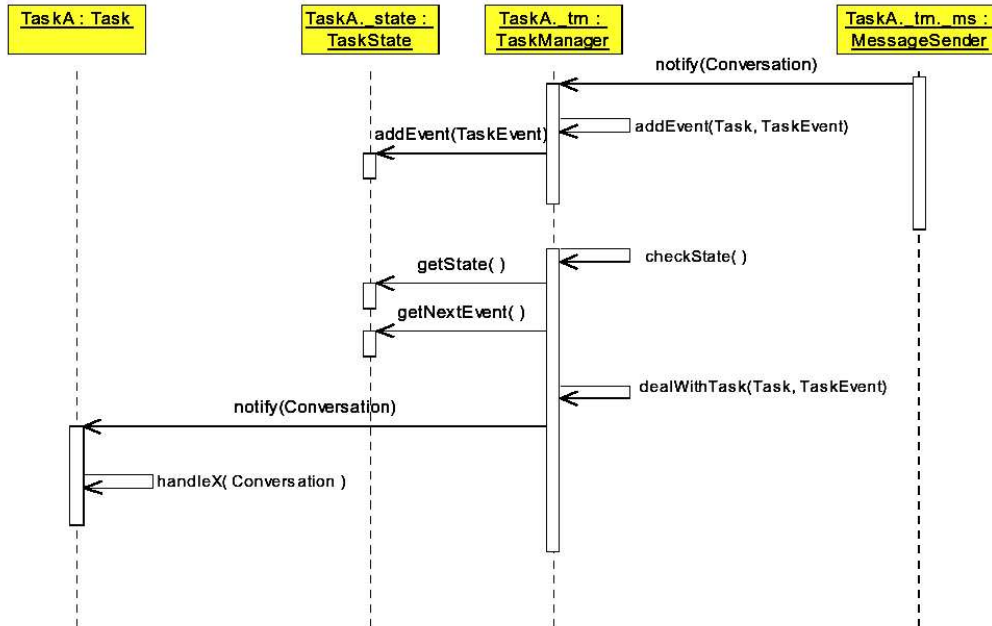 TaskA : Task
TaskA._state :
TaskState
TaskA._tm :
TaskManager
TaskA._tm._ms :
MessageSender
notify(Conversation)
addEvent(Task, TaskEvent)
addEvent(TaskEvent)
checkState( )
getState( )
getNextEvent( )
dealWithTask(Task, TaskEvent)
notify(Conversation)
handleX( Conversation )